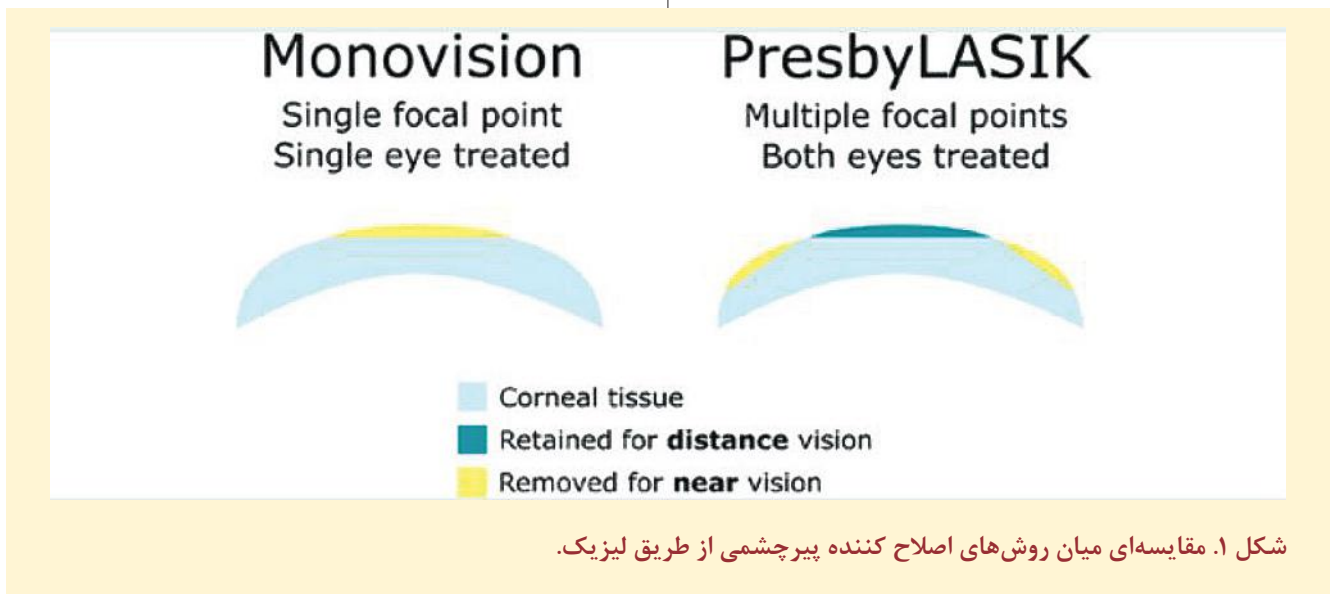 Monovision
Single focal point
Single eye treated
PresbyLASIK
Multiple focal points
Both eyes treated
Corneal tissue
Retained for distance vision
Removed for near vision
شکل ۱. مقایسه‌ای میان روش‌های اصلاح کننده پیرچشمی از طریق لیزیک.